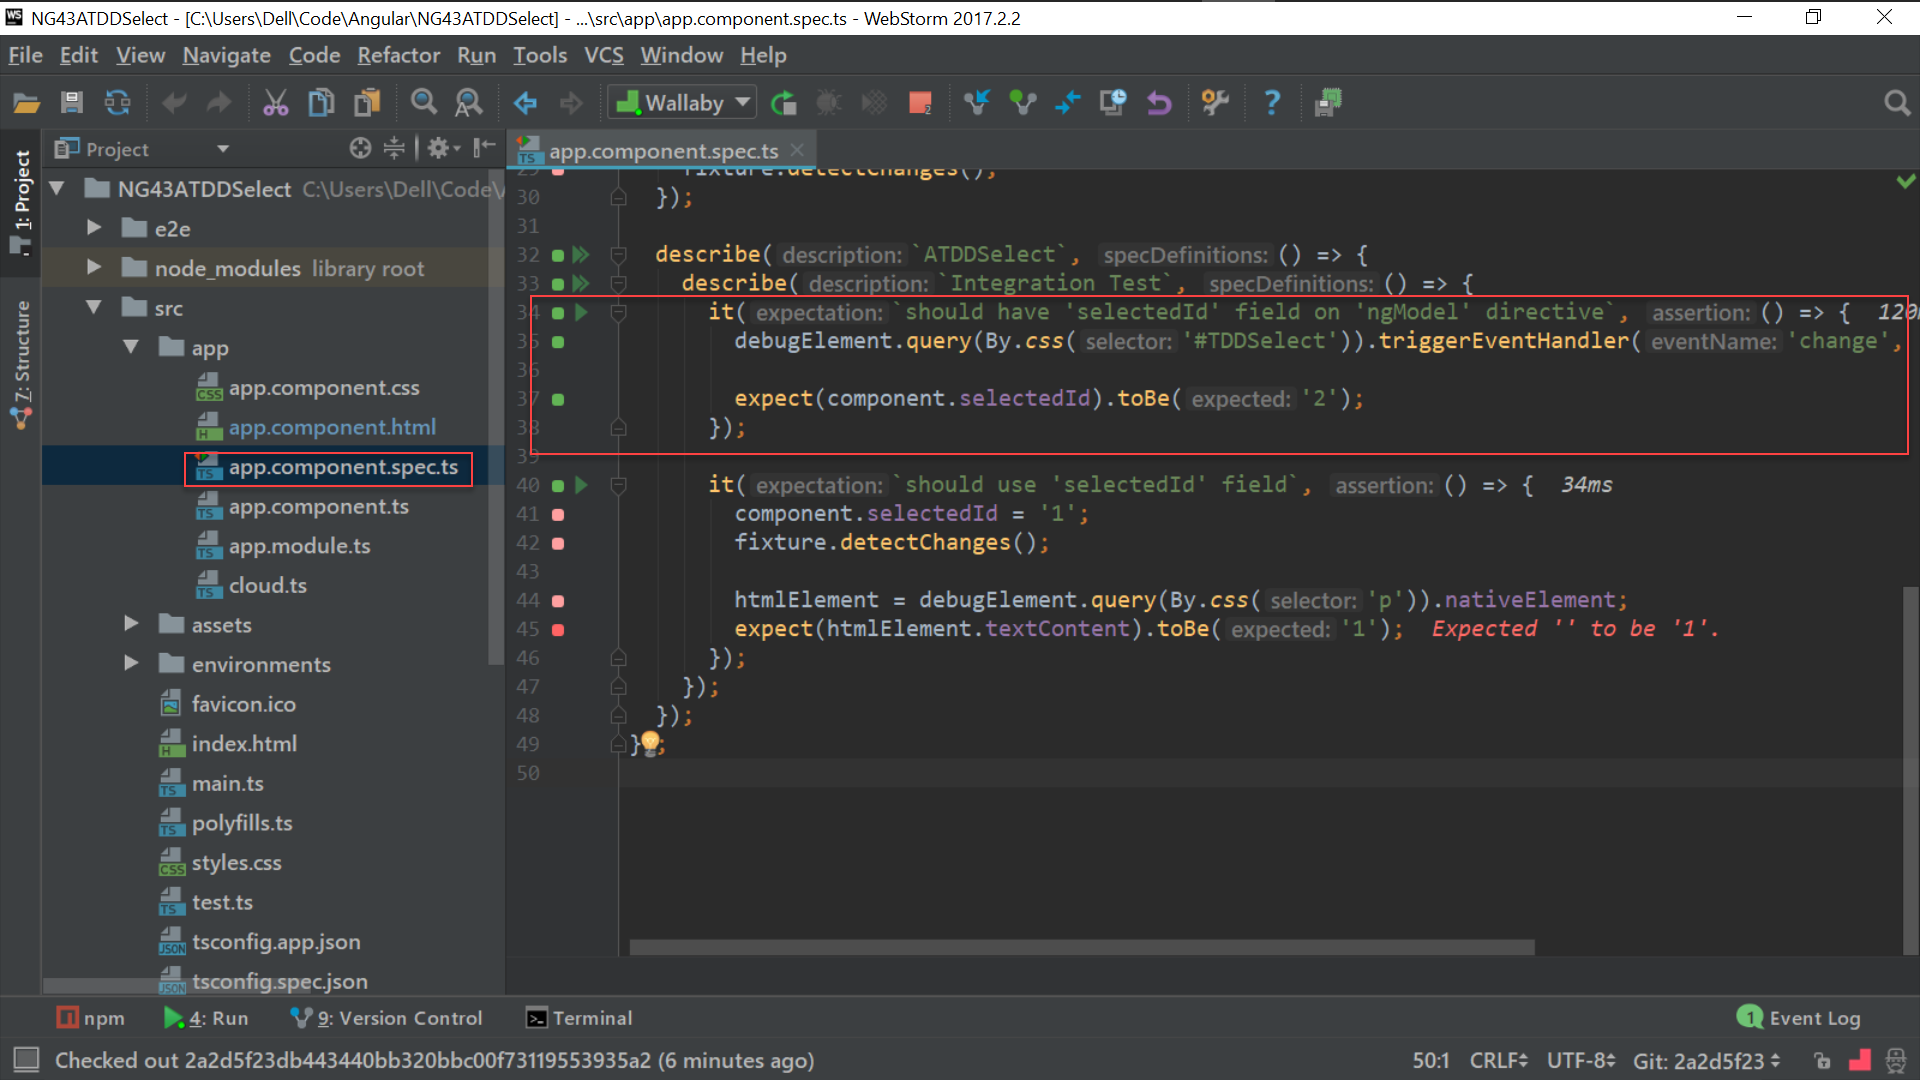 NG43ATDDSelect - [C:\Users\Dell\Code\Angular\NG43ATDDSelect] - ...\src\app\app.component.spec.ts - WebStorm 2017.2.2
File Edit View Navigate Code Refactor Run Tools VCS Window Help
Wallaby
Project
app.component.spec.ts
1: Project
7: Structure
NG43ATDDSelect C:\Users\Dell\Code\
e2e
node_modules library root
src
app
app.component.css
app.component.html
app.component.spec.ts
app.component.ts
app.module.ts
cloud.ts
assets
environments
favicon.ico
index.html
main.ts
polyfills.ts
styles.css
test.ts
tsconfig.app.json
tsconfig.spec.json
29 fixture.detectChanges();
30 });
31
32 describe( description: `ATDDSelect`, specDefinitions: () => {
33 describe( description: `Integration Test`, specDefinitions: () => {
34 it( expectation: `should have 'selectedId' field on 'ngModel' directive`, assertion: () => { 120
35 debugElement.query(By.css( selector: '#TDDSelect')).triggerEventHandler( eventName: 'change',
36
37 expect(component.selectedId).toBe( expected: '2');
38 });
39
40 it( expectation: `should use 'selectedId' field`, assertion: () => { 34ms
41 component.selectedId = '1';
42 fixture.detectChanges();
43
44 htmlElement = debugElement.query(By.css( selector: 'p')).nativeElement;
45 expect(htmlElement.textContent).toBe( expected: '1'); Expected '' to be '1'.
46 });
47 });
48 });
49 };
50
npm 4: Run 9: Version Control Terminal 1 Event Log
Checked out 2a2d5f23db443440bb320bbc00f73119553935a2 (6 minutes ago) 50:1 CRLF UTF-8 Git: 2a2d5f23